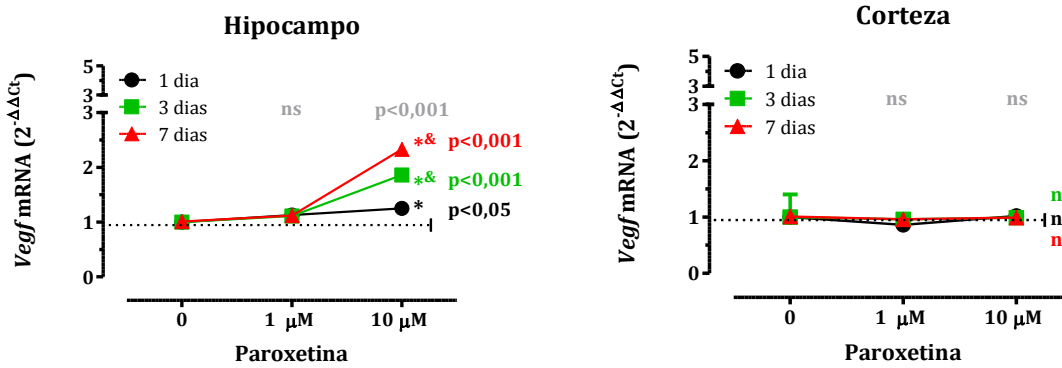 Hipocampo
Vegf mRNA (2^-ΔΔCt)
5
3
3
2
1
0
1 dia
3 dias
7 dias
ns
p<0,001
*& p<0,001
*& p<0,001
* p<0,05
0
1 μM
10 μM
Paroxetina
Corteza
Vegf mRNA (2^-ΔΔCt)
5
3
3
2
1
0
1 dia
3 dias
7 dias
ns
ns
n
n
n
0
1 μM
10 μM
Paroxetina